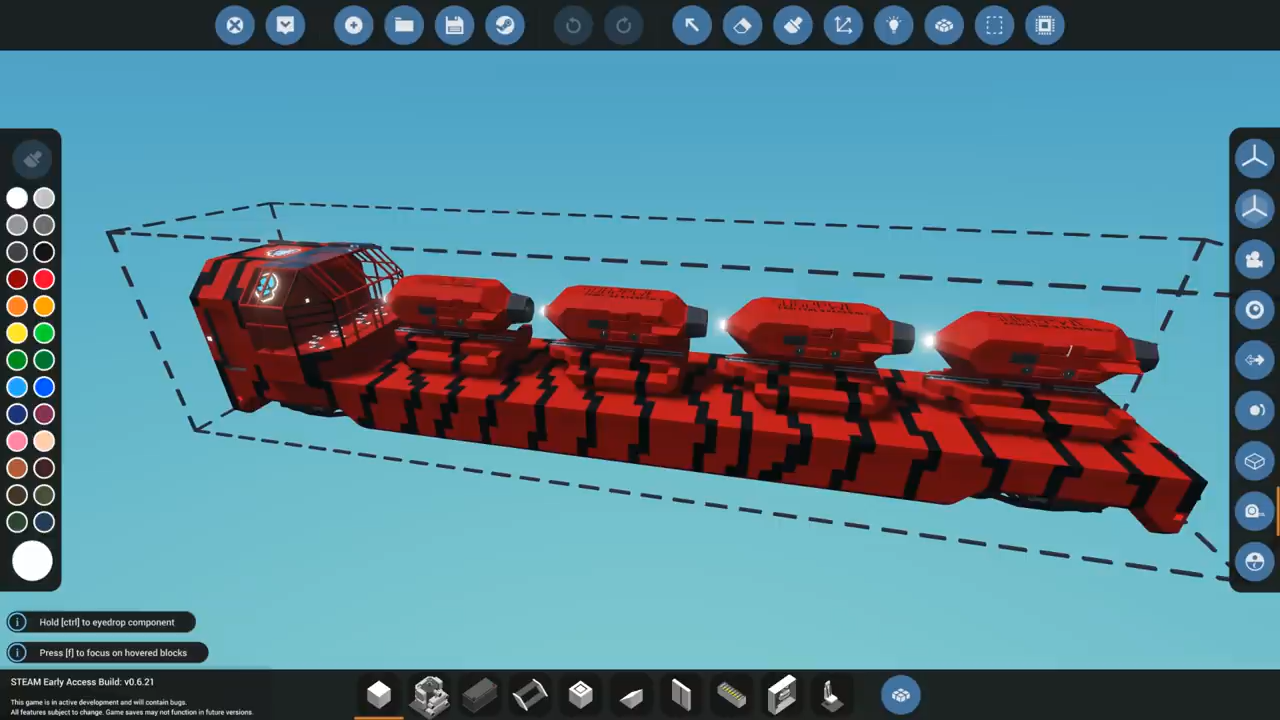 Hold [ctrl] to eyedrop component
Press [f] to focus on hovered blocks
STEAM Early Access Build: v0.6.21
This game is in active development and will contain bugs.
All features subject to change. Game saves may not function in future versions.